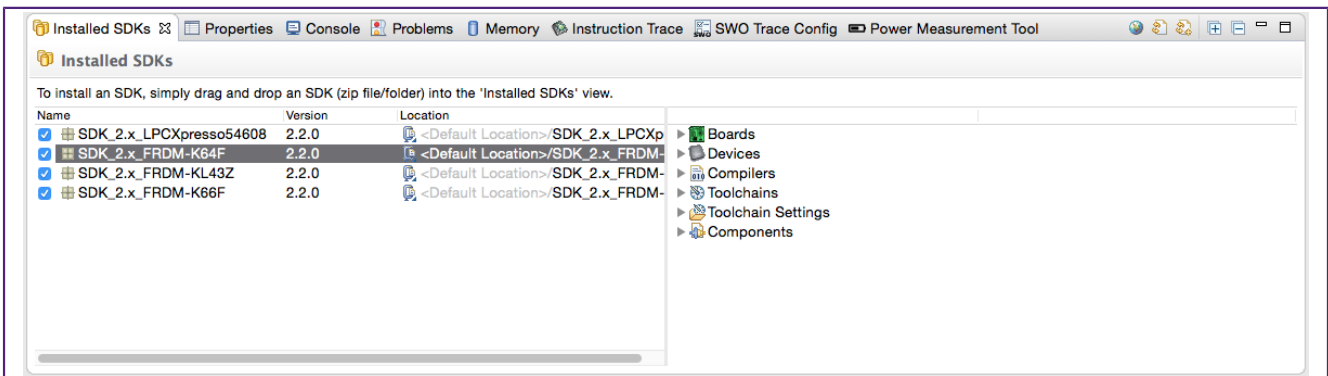 Installed SDKs Properties Console Problems Memory Instruction Trace SWO Trace Config Power Measurement Tool
Installed SDKs
To install an SDK, simply drag and drop an SDK (zip file/folder) into the 'Installed SDKs' view.
Name Version Location
SDK_2.x_LPCXpresso54608 2.2.0 <Default Location>/SDK_2.x_LPCXp
SDK_2.x_FRDM-K64F 2.2.0 <Default Location>/SDK_2.x_FRDM-
SDK_2.x_FRDM-KL43Z 2.2.0 <Default Location>/SDK_2.x_FRDM-
SDK_2.x_FRDM-K66F 2.2.0 <Default Location>/SDK_2.x_FRDM-
Boards
Devices
Compilers
Toolchains
Toolchain Settings
Components